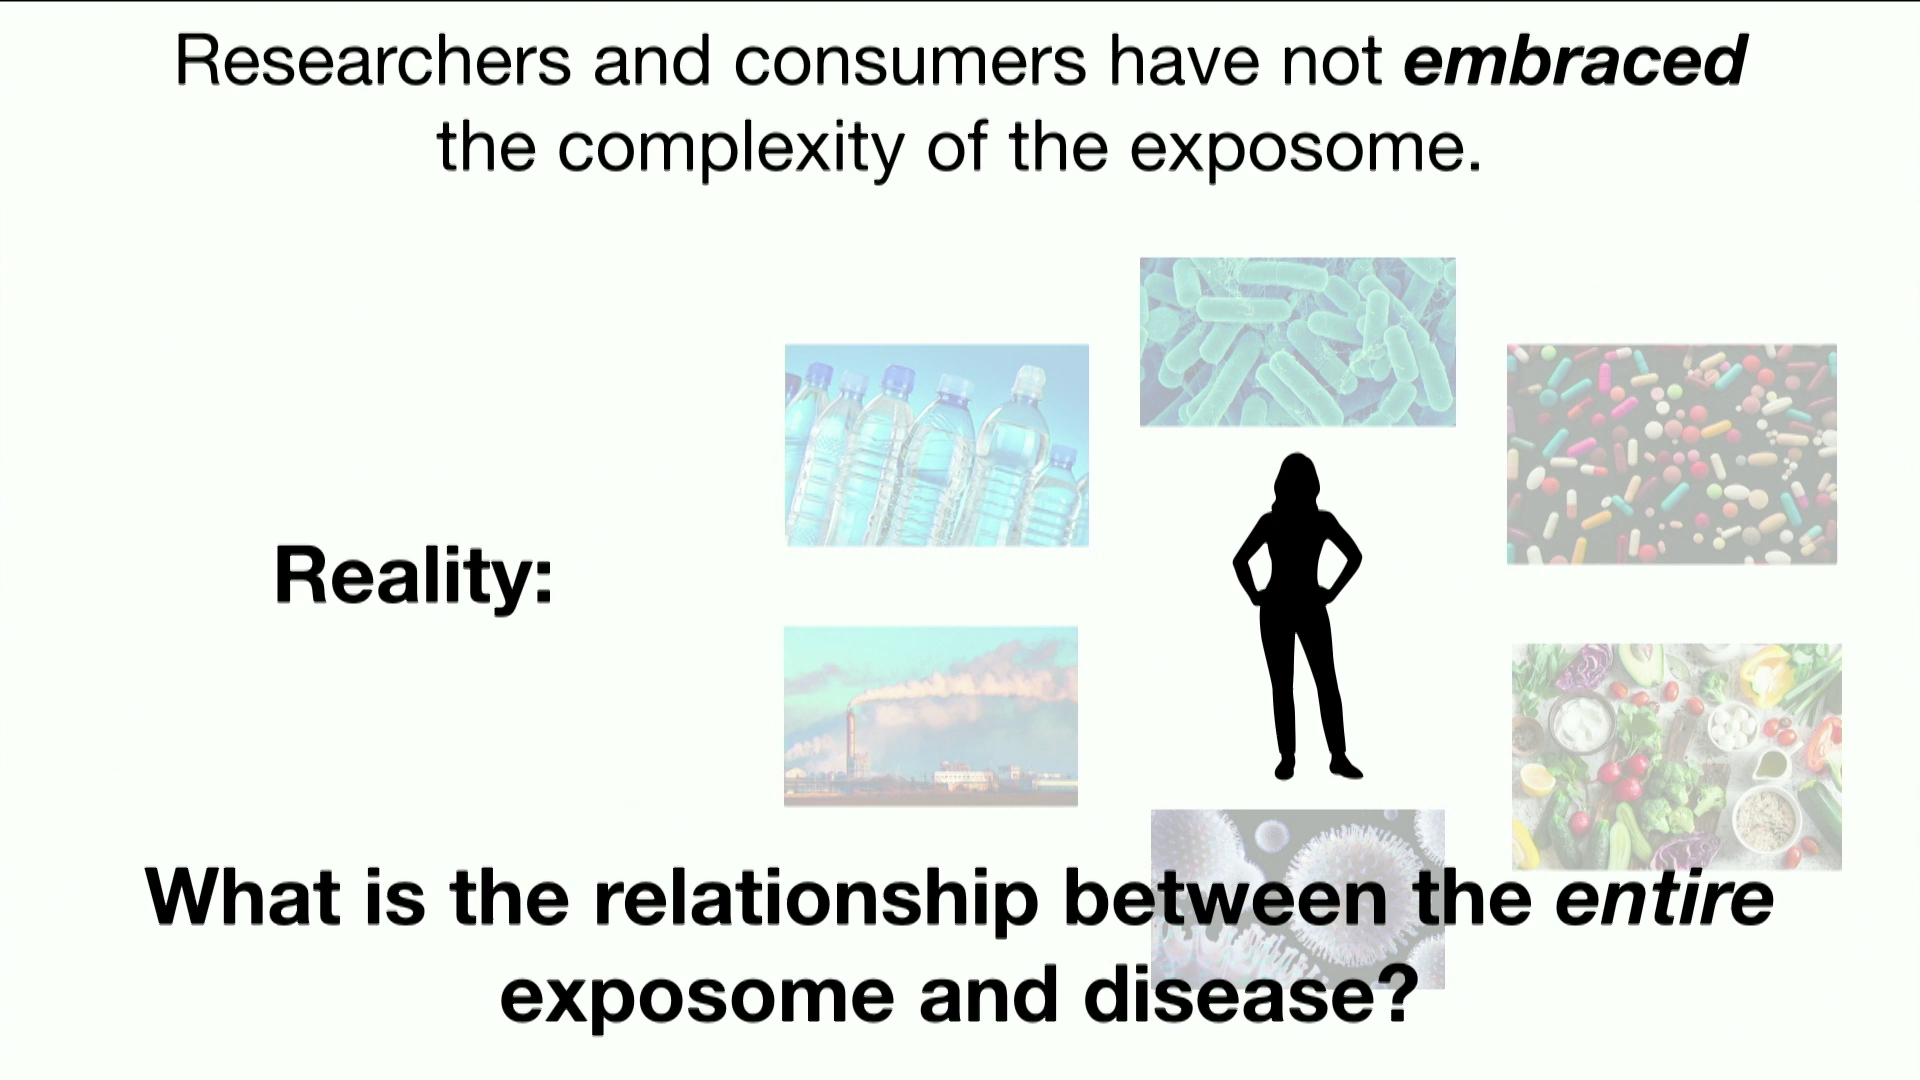 Researchers and consumers have not embraced
the complexity of the exposome.
Reality:
What is the relationship between the entire
exposome and disease?